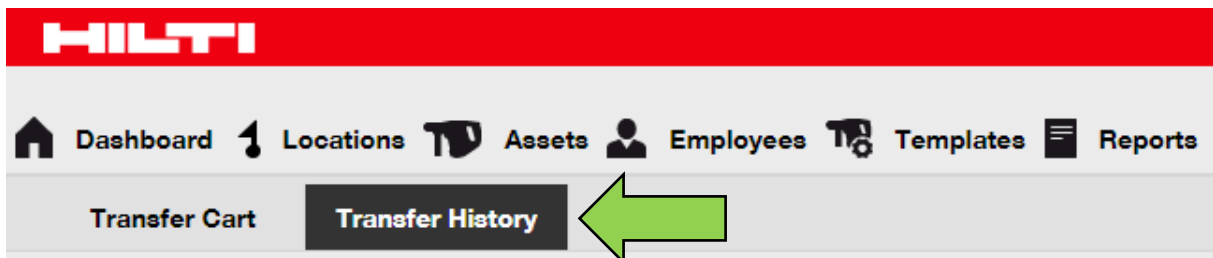 HILTI
Dashboard Locations Assets Employees Templates Reports
Transfer Cart Transfer History